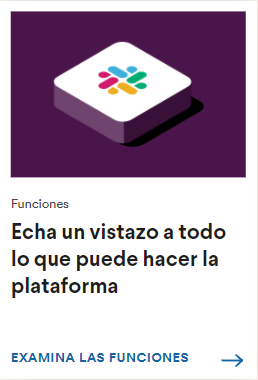 Funciones
Echa un vistazo a todo
lo que puede hacer la
plataforma
EXAMINA LAS FUNCIONES